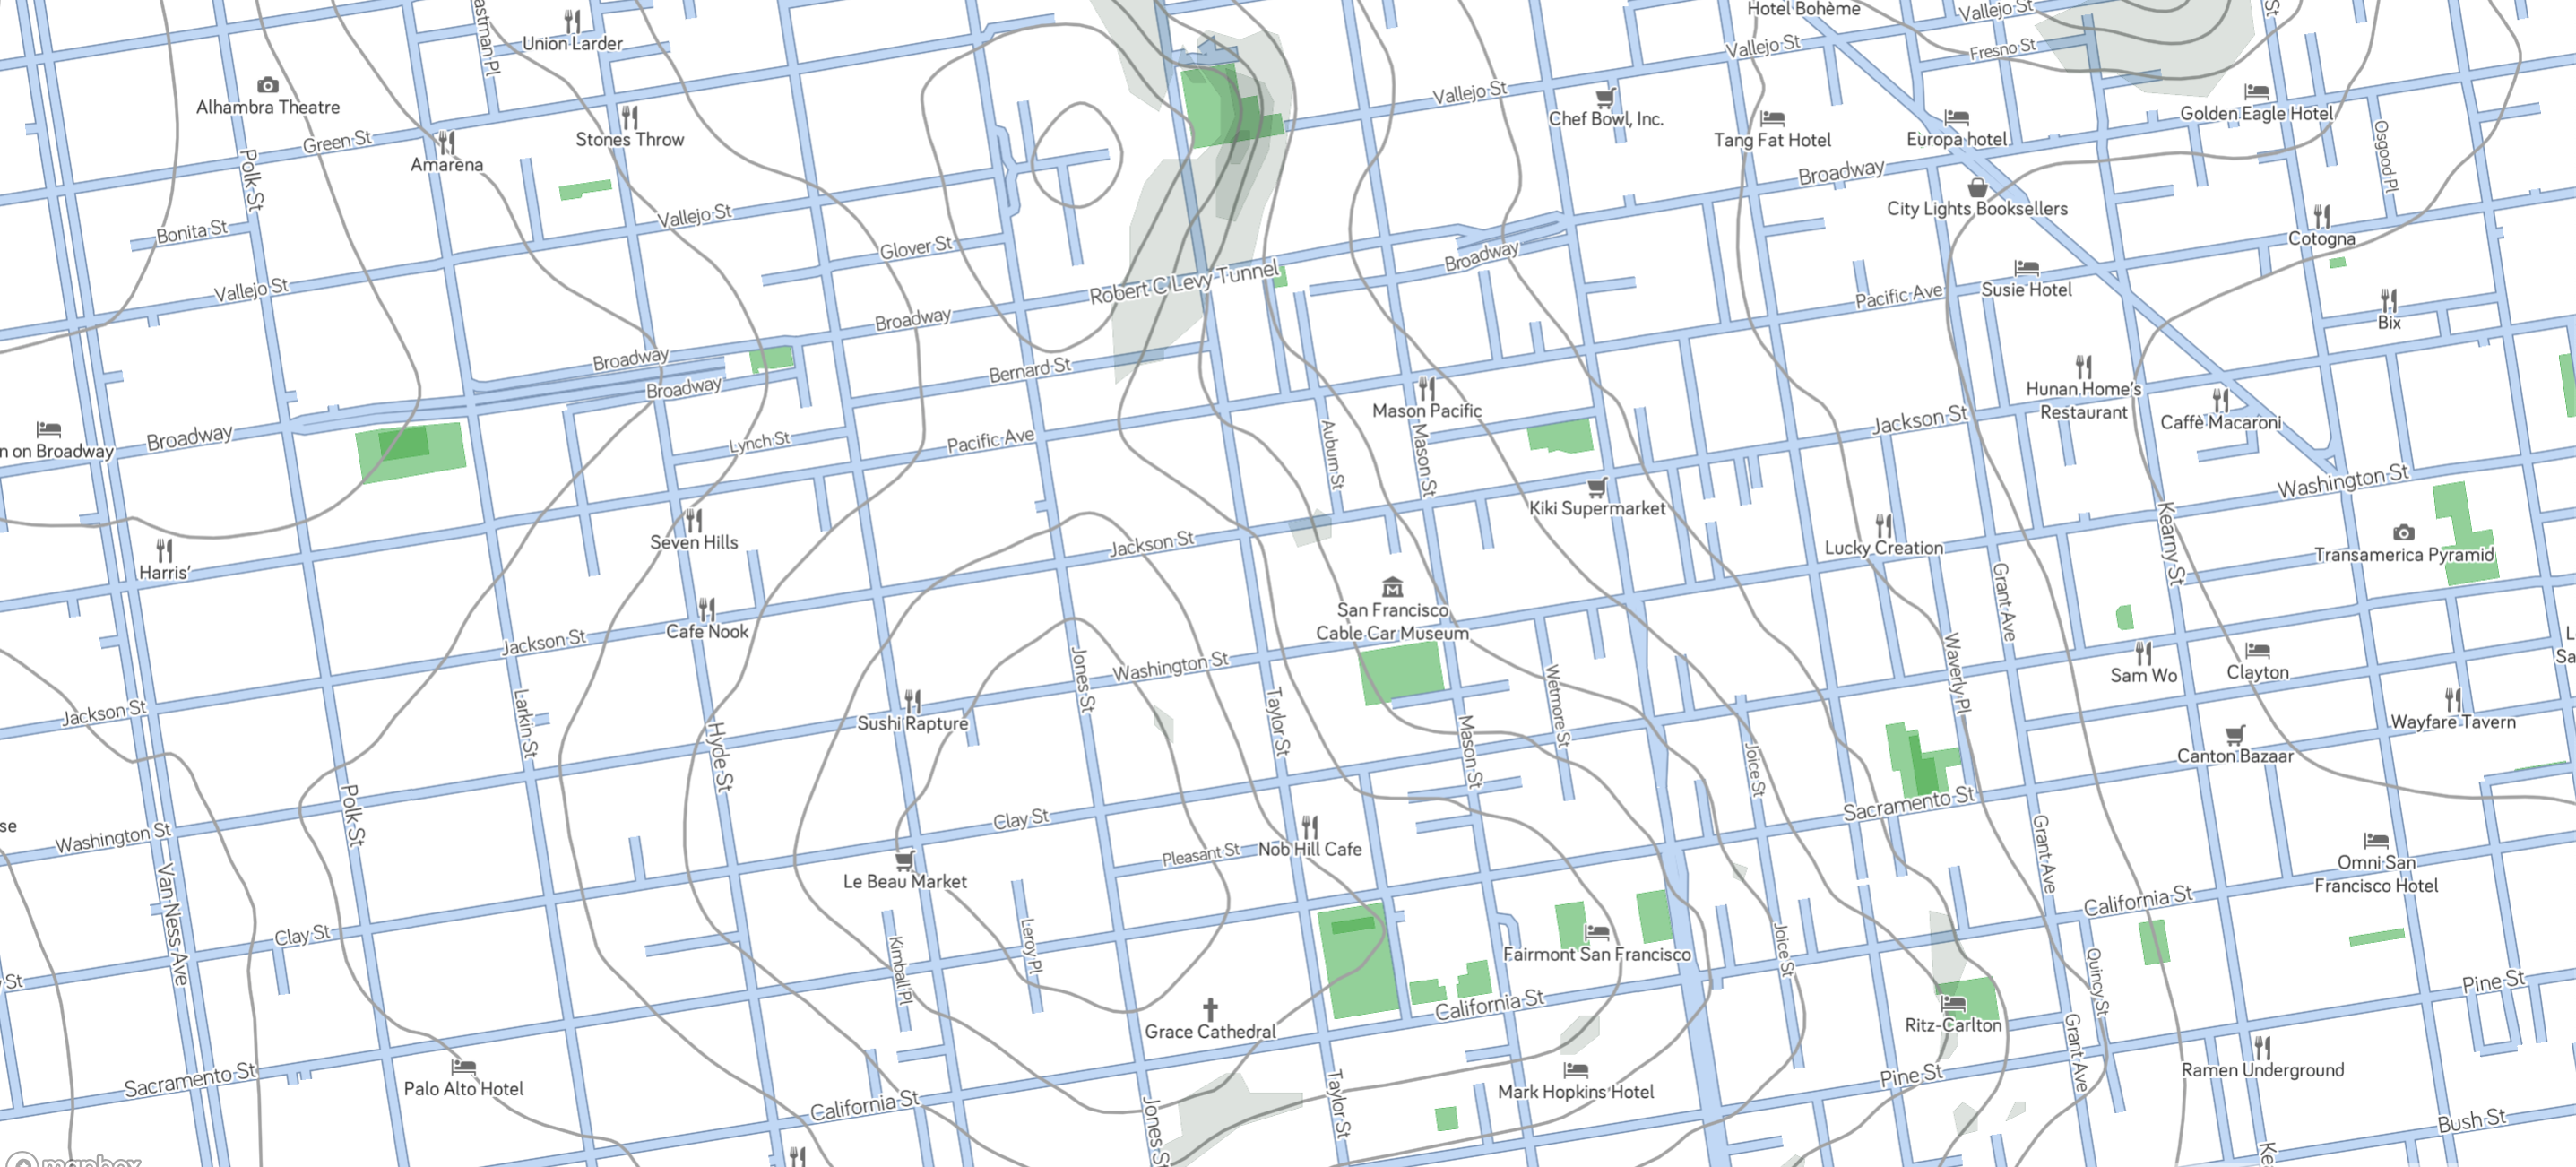 Hotel Bohème
Vallejo St
Union Larder
Vallejo St
Fresno St
Alhambra Theatre
Vallejo St
Chef Bowl, Inc.
Golden Eagle Hotel
Green St
Stones Throw
Tang Fat Hotel
Europa hotel
Amarena
Osgood Pl
Polk St
Broadway
Bonita St
Vallejo St
City Lights Booksellers
Glover St
Broadway
Cotogna
Vallejo St
Robert C Levy Tunnel
Pacific Ave
Susie Hotel
Broadway
Bix
Broadway
Bernard St
Broadway
Hunan Home's
Restaurant
Mason Pacific
Jackson St
Caffè Macaroni
n on Broadway
Broadway
Lynch St
Pacific Ave
Auburn St
Mason St
Washington St
Kiki Supermarket
Kearny St
Seven Hills
Jackson St
Lucky Creation
Transamerica Pyramid
Harris'
Grant Ave
San Francisco
Cable Car Museum
Cafe Nook
Jackson St
Waverly Pl
Jones St
Washington St
Sam Wo
Clayton
L
Sa
Jackson St
Larkin St
Sushi Rapture
Taylor St
Wetmore St
Wayfare Tavern
Hyde St
Mason St
Joice St
Canton Bazaar
Sacramento St
se
Washington St
Polk St
Clay St
Pleasant St
Nob Hill Cafe
Grant Ave
Omni San
Francisco Hotel
Le Beau Market
Van Ness Ave
California St
Clay St
Kimball Pl
Leroy Pl
Fairmont San Francisco
Joice St
Quincy St
St
Pine St
California St
Grace Cathedral
Ritz-Carlton
Grant Ave
Sacramento St
Palo Alto Hotel
Pine St
Ramen Underground
Mark Hopkins Hotel
California St
Jones St
Taylor St
Bush St
mapbox